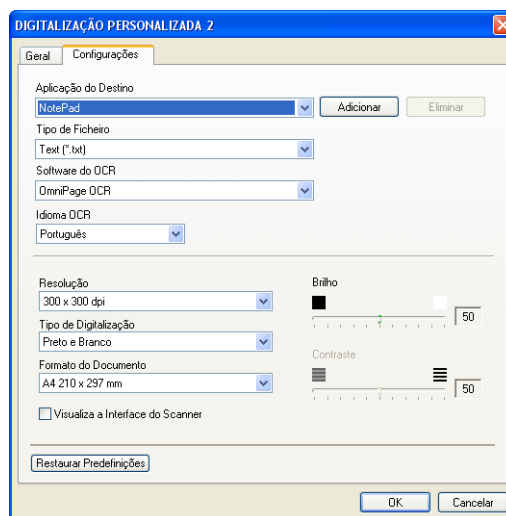 DIGITALIZAÇÃO PERSONALIZADA 2
Geral Configurações
Aplicação do Destino
NotePad Adicionar Eliminar
Tipo de Ficheiro
Text (*.txt)
Software do OCR
OmniPage OCR
Idioma OCR
Português
Resolução Brilho
300 x 300 dpi 50
Tipo de Digitalização
Preto e Branco
Contraste
Formato do Documento
A4 210 x 297 mm 50
Visualiza a Interface do Scanner
Restaurar Predefinições
OK Cancelar